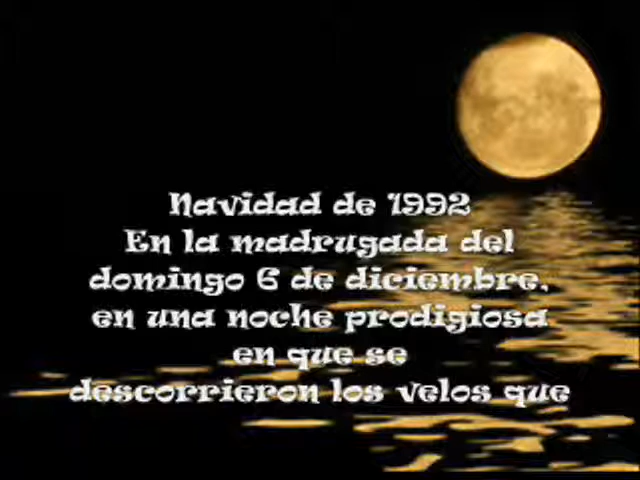 Navidad de 1992
En la madrugada del
domingo 6 de diciembre,
en una noche prodigiosa
en que se
descorrieron los velos que